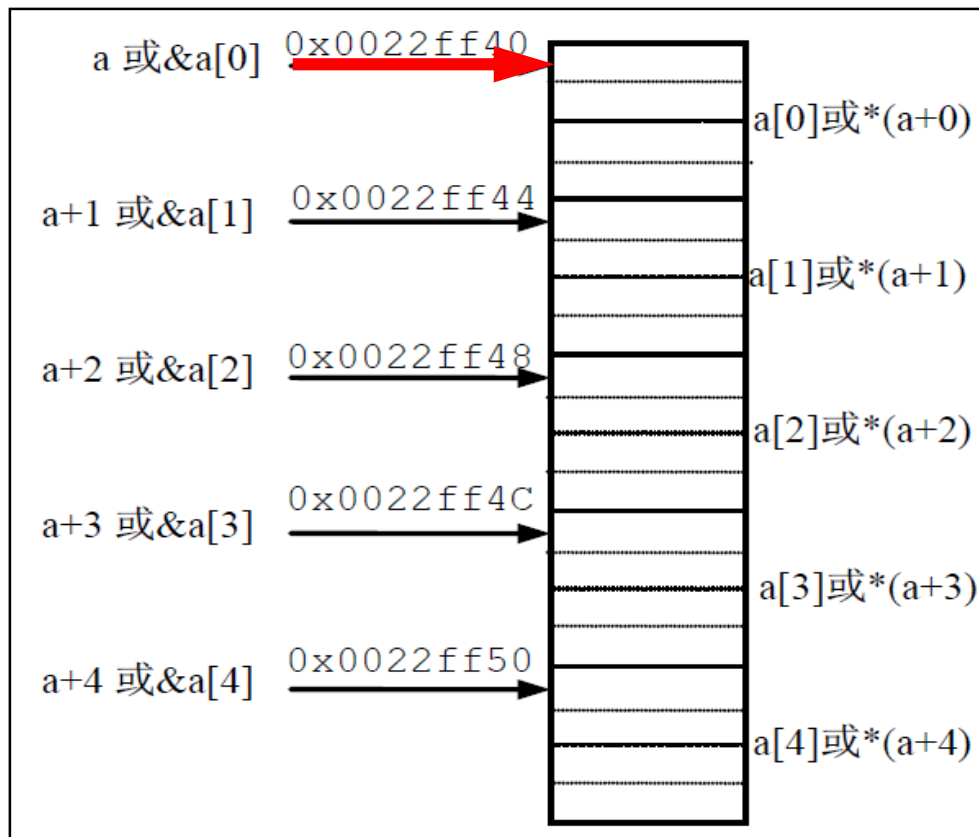 a 或&a[0] 0x0022ff40
a[0]或*(a+0)
a+1 或&a[1] 0x0022ff44
a[1]或*(a+1)
a+2 或&a[2] 0x0022ff48
a[2]或*(a+2)
a+3 或&a[3] 0x0022ff4C
a[3]或*(a+3)
a+4 或&a[4] 0x0022ff50
a[4]或*(a+4)